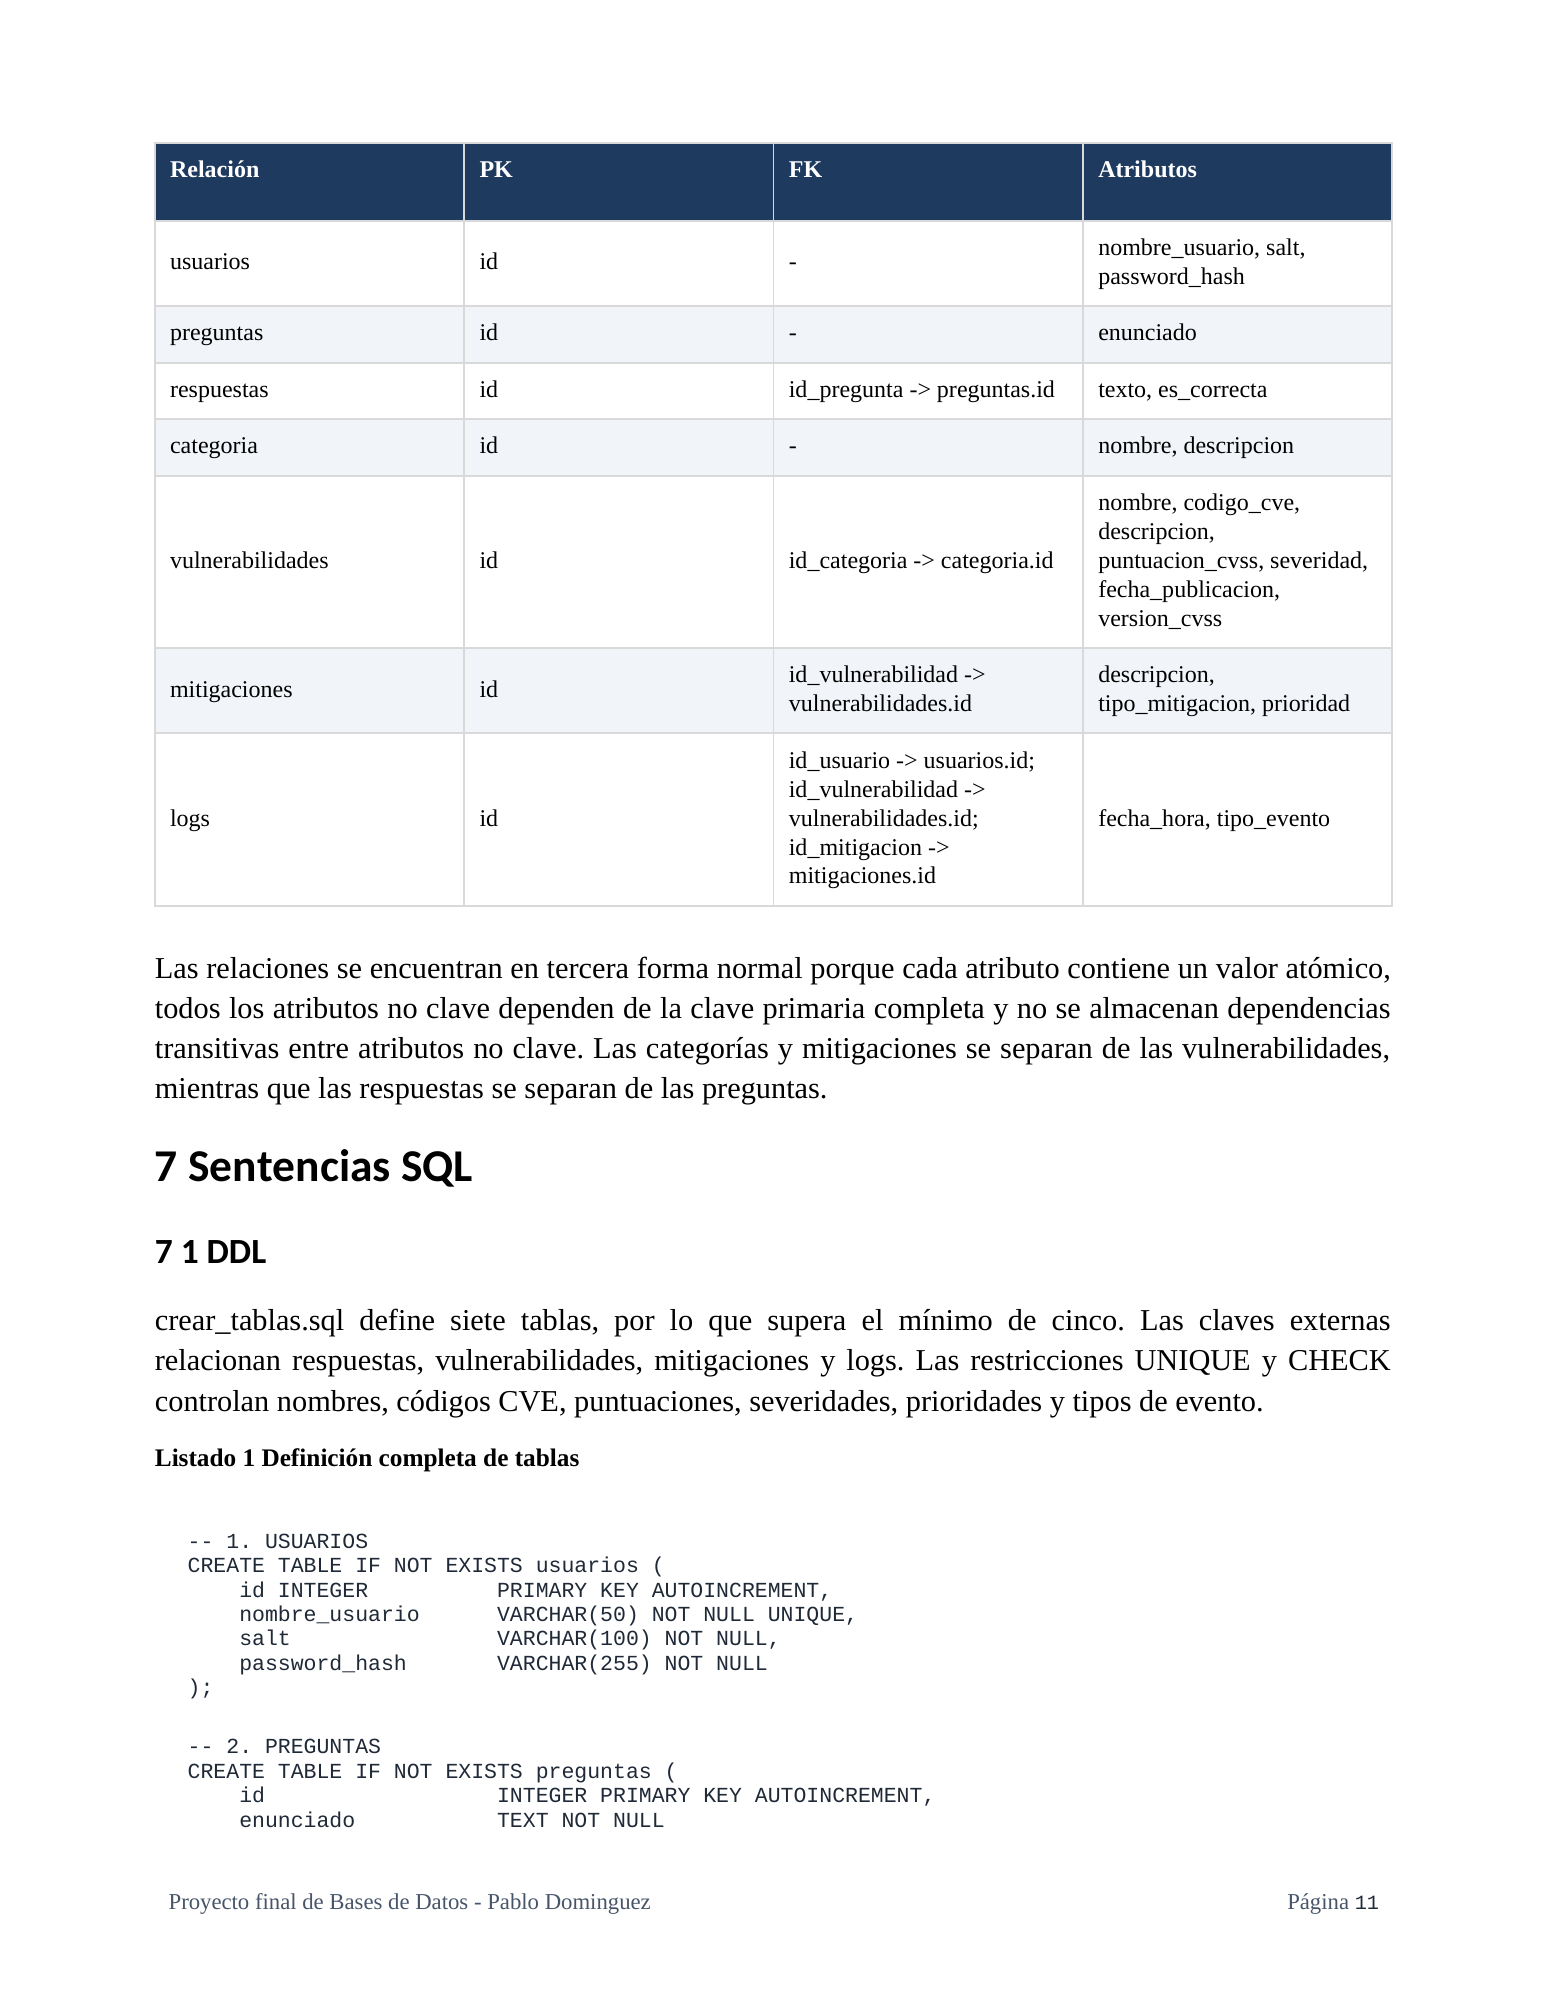 Relación PK FK Atributos
usuarios id - nombre_usuario, salt,
password_hash
preguntas id - enunciado
respuestas id id_pregunta -> preguntas.id texto, es_correcta
categoria id - nombre, descripcion
vulnerabilidades id id_categoria -> categoria.id nombre, codigo_cve,
descripcion,
puntuacion_cvss, severidad,
fecha_publicacion,
version_cvss
mitigaciones id id_vulnerabilidad ->
vulnerabilidades.id descripcion,
tipo_mitigacion, prioridad
logs id id_usuario -> usuarios.id;
id_vulnerabilidad ->
vulnerabilidades.id;
id_mitigacion ->
mitigaciones.id fecha_hora, tipo_evento
Las relaciones se encuentran en tercera forma normal porque cada atributo contiene un valor atómico,
todos los atributos no clave dependen de la clave primaria completa y no se almacenan dependencias
transitivas entre atributos no clave. Las categorías y mitigaciones se separan de las vulnerabilidades,
mientras que las respuestas se separan de las preguntas.
7 Sentencias SQL
7 1 DDL
crear_tablas.sql define siete tablas, por lo que supera el mínimo de cinco. Las claves externas
relacionan respuestas, vulnerabilidades, mitigaciones y logs. Las restricciones UNIQUE y CHECK
controlan nombres, códigos CVE, puntuaciones, severidades, prioridades y tipos de evento.
Listado 1 Definición completa de tablas
-- 1. USUARIOS
CREATE TABLE IF NOT EXISTS usuarios (
    id INTEGER          PRIMARY KEY AUTOINCREMENT,
    nombre_usuario      VARCHAR(50) NOT NULL UNIQUE,
    salt                VARCHAR(100) NOT NULL,
    password_hash       VARCHAR(255) NOT NULL
);
-- 2. PREGUNTAS
CREATE TABLE IF NOT EXISTS preguntas (
    id                  INTEGER PRIMARY KEY AUTOINCREMENT,
    enunciado           TEXT NOT NULL
Proyecto final de Bases de Datos - Pablo Dominguez Página 11